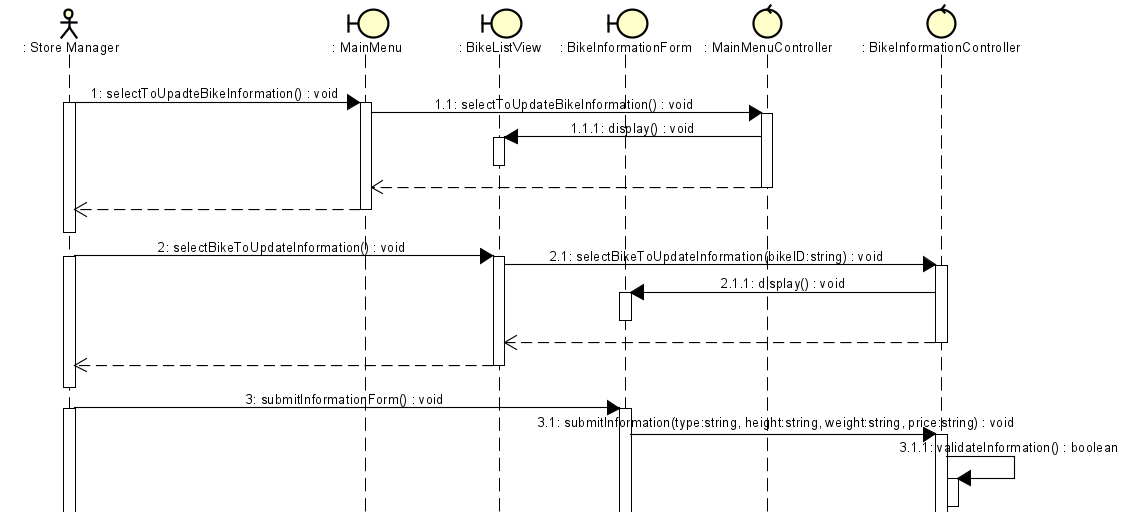 : Store Manager
: MainMenu
: BikeListView
: BikeInformationForm
: MainMenuController
: BikeInformationController
1: selectToUpadteBikeInformation() : void
1.1: selectToUpdateBikeInformation() : void
1.1.1: display() : void
2: selectBikeToUpdateInformation() : void
2.1: selectBikeToUpdateInformation(bikeID:string) : void
2.1.1: display() : void
3: submitInformationForm() : void
3.1: submitInformation(type:string, height:string, weight:string, price:string) : void
3.1.1: validateInformation() : boolean